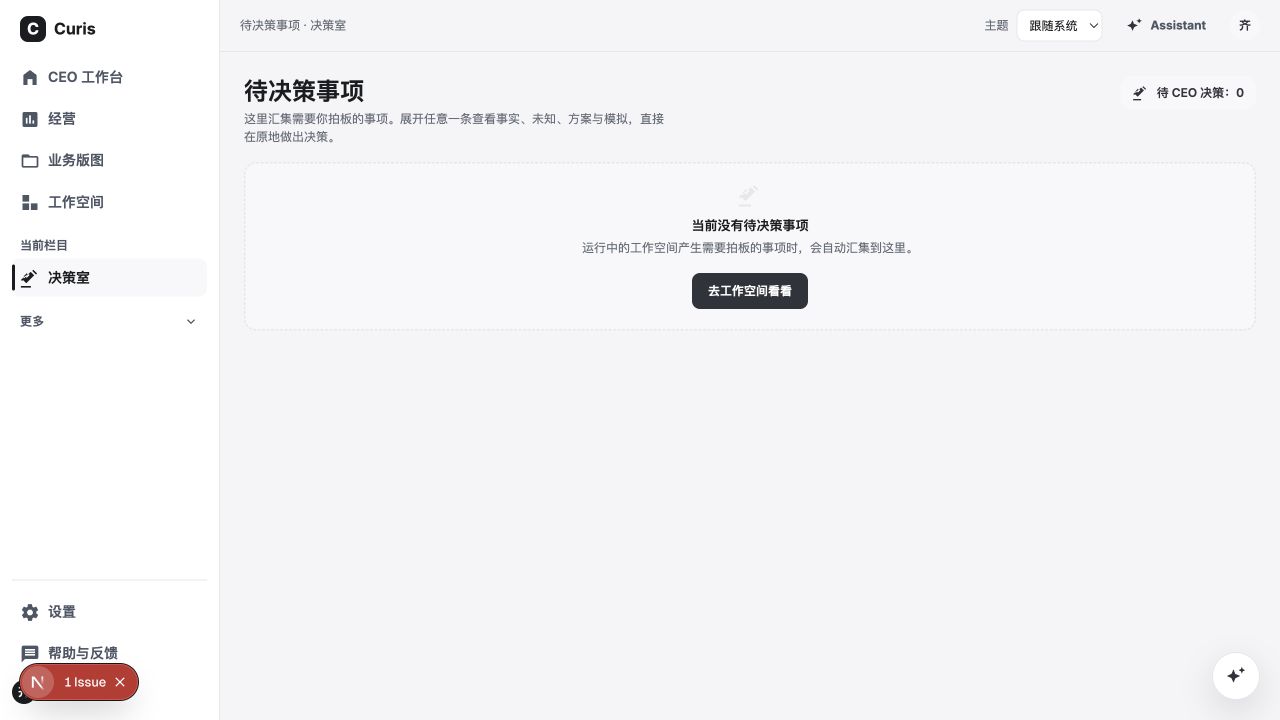 C Curis
CEO 工作台
经营
业务版图
工作空间
当前栏目
决策室
更多
设置
帮助与反馈
N 1 Issue
待决策事项 · 决策室
主题 跟随系统 Assistant 齐
待决策事项
这里汇集需要你拍板的事项。展开任意一条查看事实、未知、方案与模拟，直接
在原地做出决策。
待 CEO 决策：0
当前没有待决策事项
运行中的工作空间产生需要拍板的事项时，会自动汇集到这里。
去工作空间看看